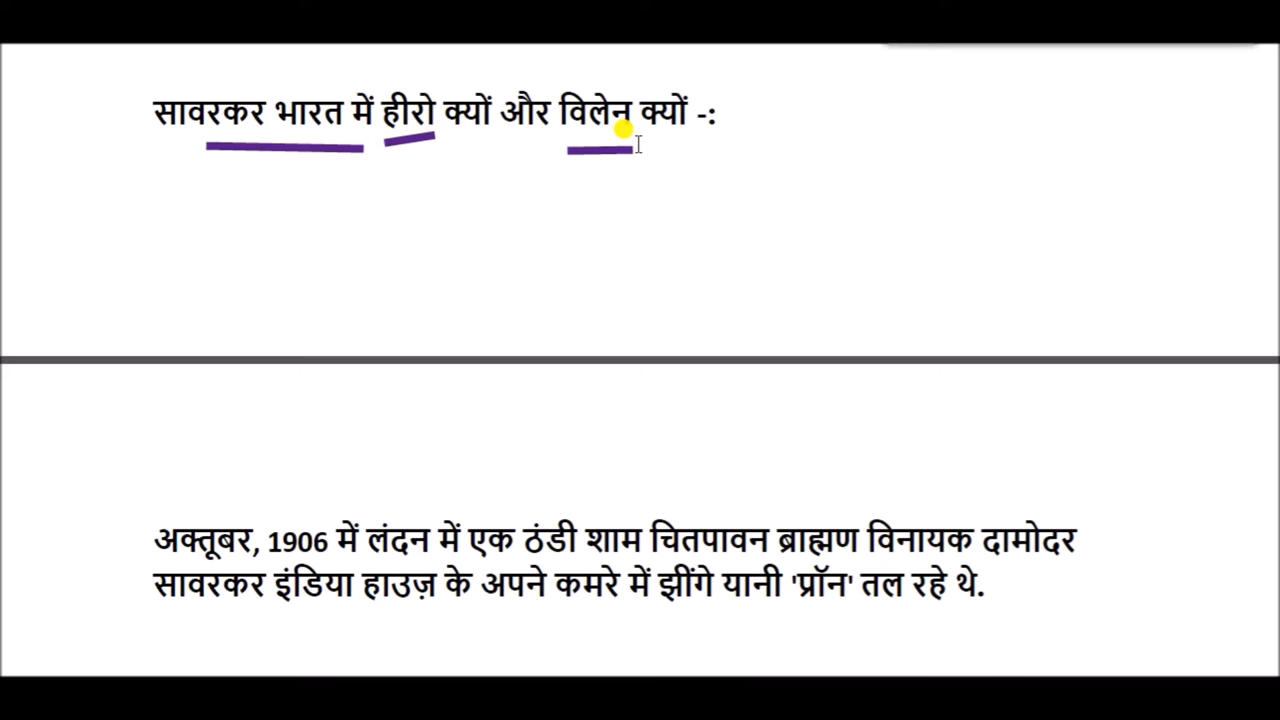 सावरकर भारत में हीरो क्यों और विलेन क्यों -:
अक्तूबर, 1906 में लंदन में एक ठंडी शाम चितपावन ब्राह्मण विनायक दामोदर
सावरकर इंडिया हाउज़ के अपने कमरे में झींगे यानी 'प्रॉन' तल रहे थे.